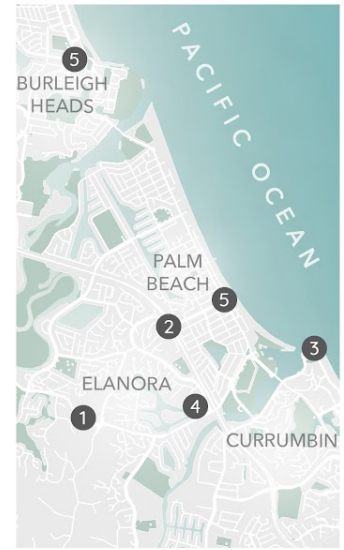 PACIFIC OCEAN
5
BURLEIGH
HEADS
PALM
BEACH
5
2
3
ELANORA
4
1
CURRUMBIN